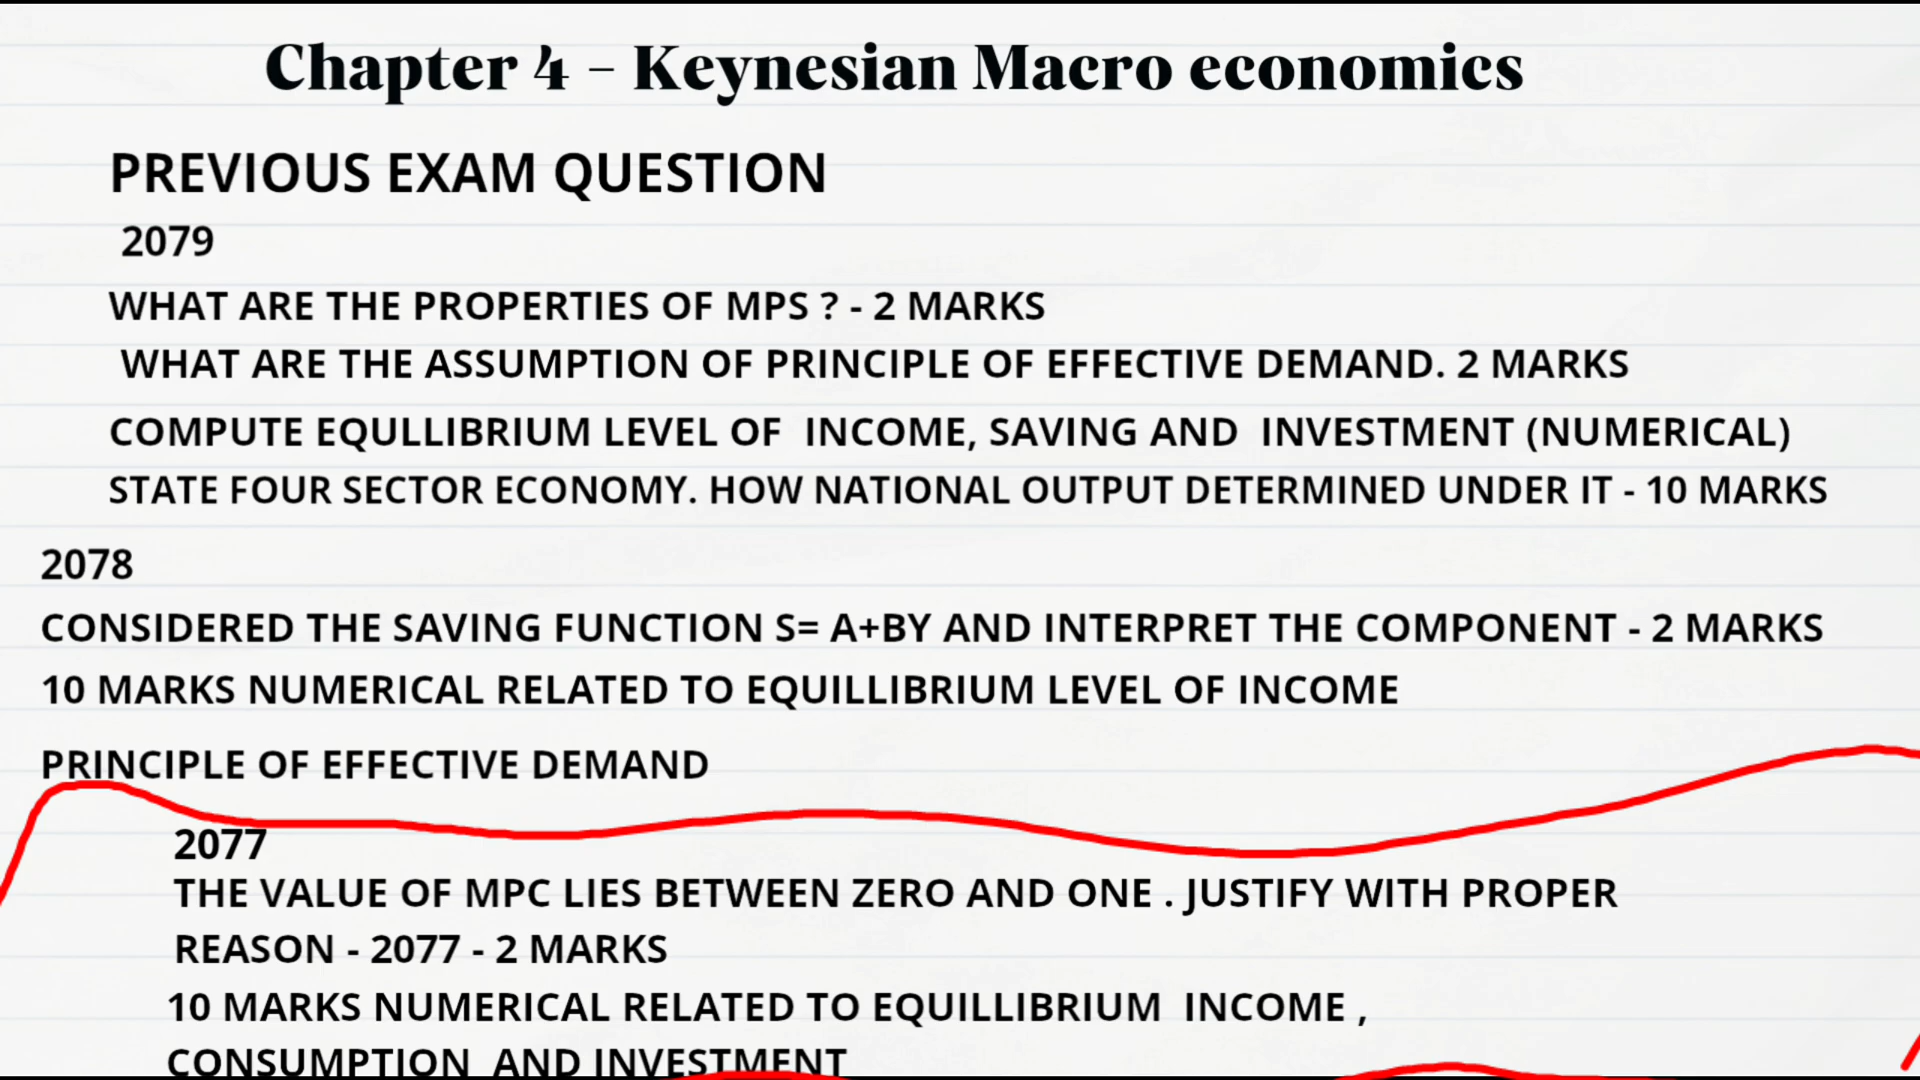 Chapter 4 – Keynesian Macro economics
PREVIOUS EXAM QUESTION
2079
WHAT ARE THE PROPERTIES OF MPS ? - 2 MARKS
WHAT ARE THE ASSUMPTION OF PRINCIPLE OF EFFECTIVE DEMAND. 2 MARKS
COMPUTE EQULLIBRIUM LEVEL OF INCOME, SAVING AND INVESTMENT (NUMERICAL)
STATE FOUR SECTOR ECONOMY. HOW NATIONAL OUTPUT DETERMINED UNDER IT - 10 MARKS
2078
CONSIDERED THE SAVING FUNCTION S= A+BY AND INTERPRET THE COMPONENT - 2 MARKS
10 MARKS NUMERICAL RELATED TO EQUILLIBRIUM LEVEL OF INCOME
PRINCIPLE OF EFFECTIVE DEMAND
2077
THE VALUE OF MPC LIES BETWEEN ZERO AND ONE . JUSTIFY WITH PROPER
REASON - 2077 - 2 MARKS
10 MARKS NUMERICAL RELATED TO EQUILLIBRIUM INCOME ,
CONSUMPTION AND INVESTMENT